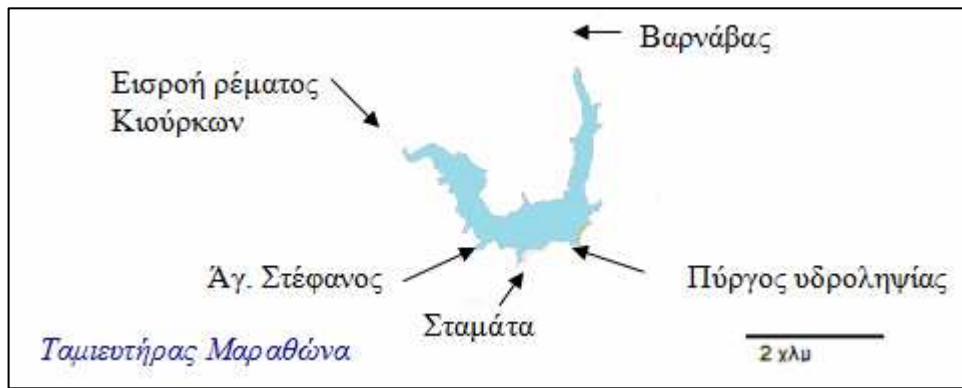 Βαρνάβας
Εισροή ρέματος
Κιούρκων
Άγ. Στέφανος
Πύργος υδροληψίας
Σταμάτα
Ταμιευτήρας Μαραθώνα
2 χλμ